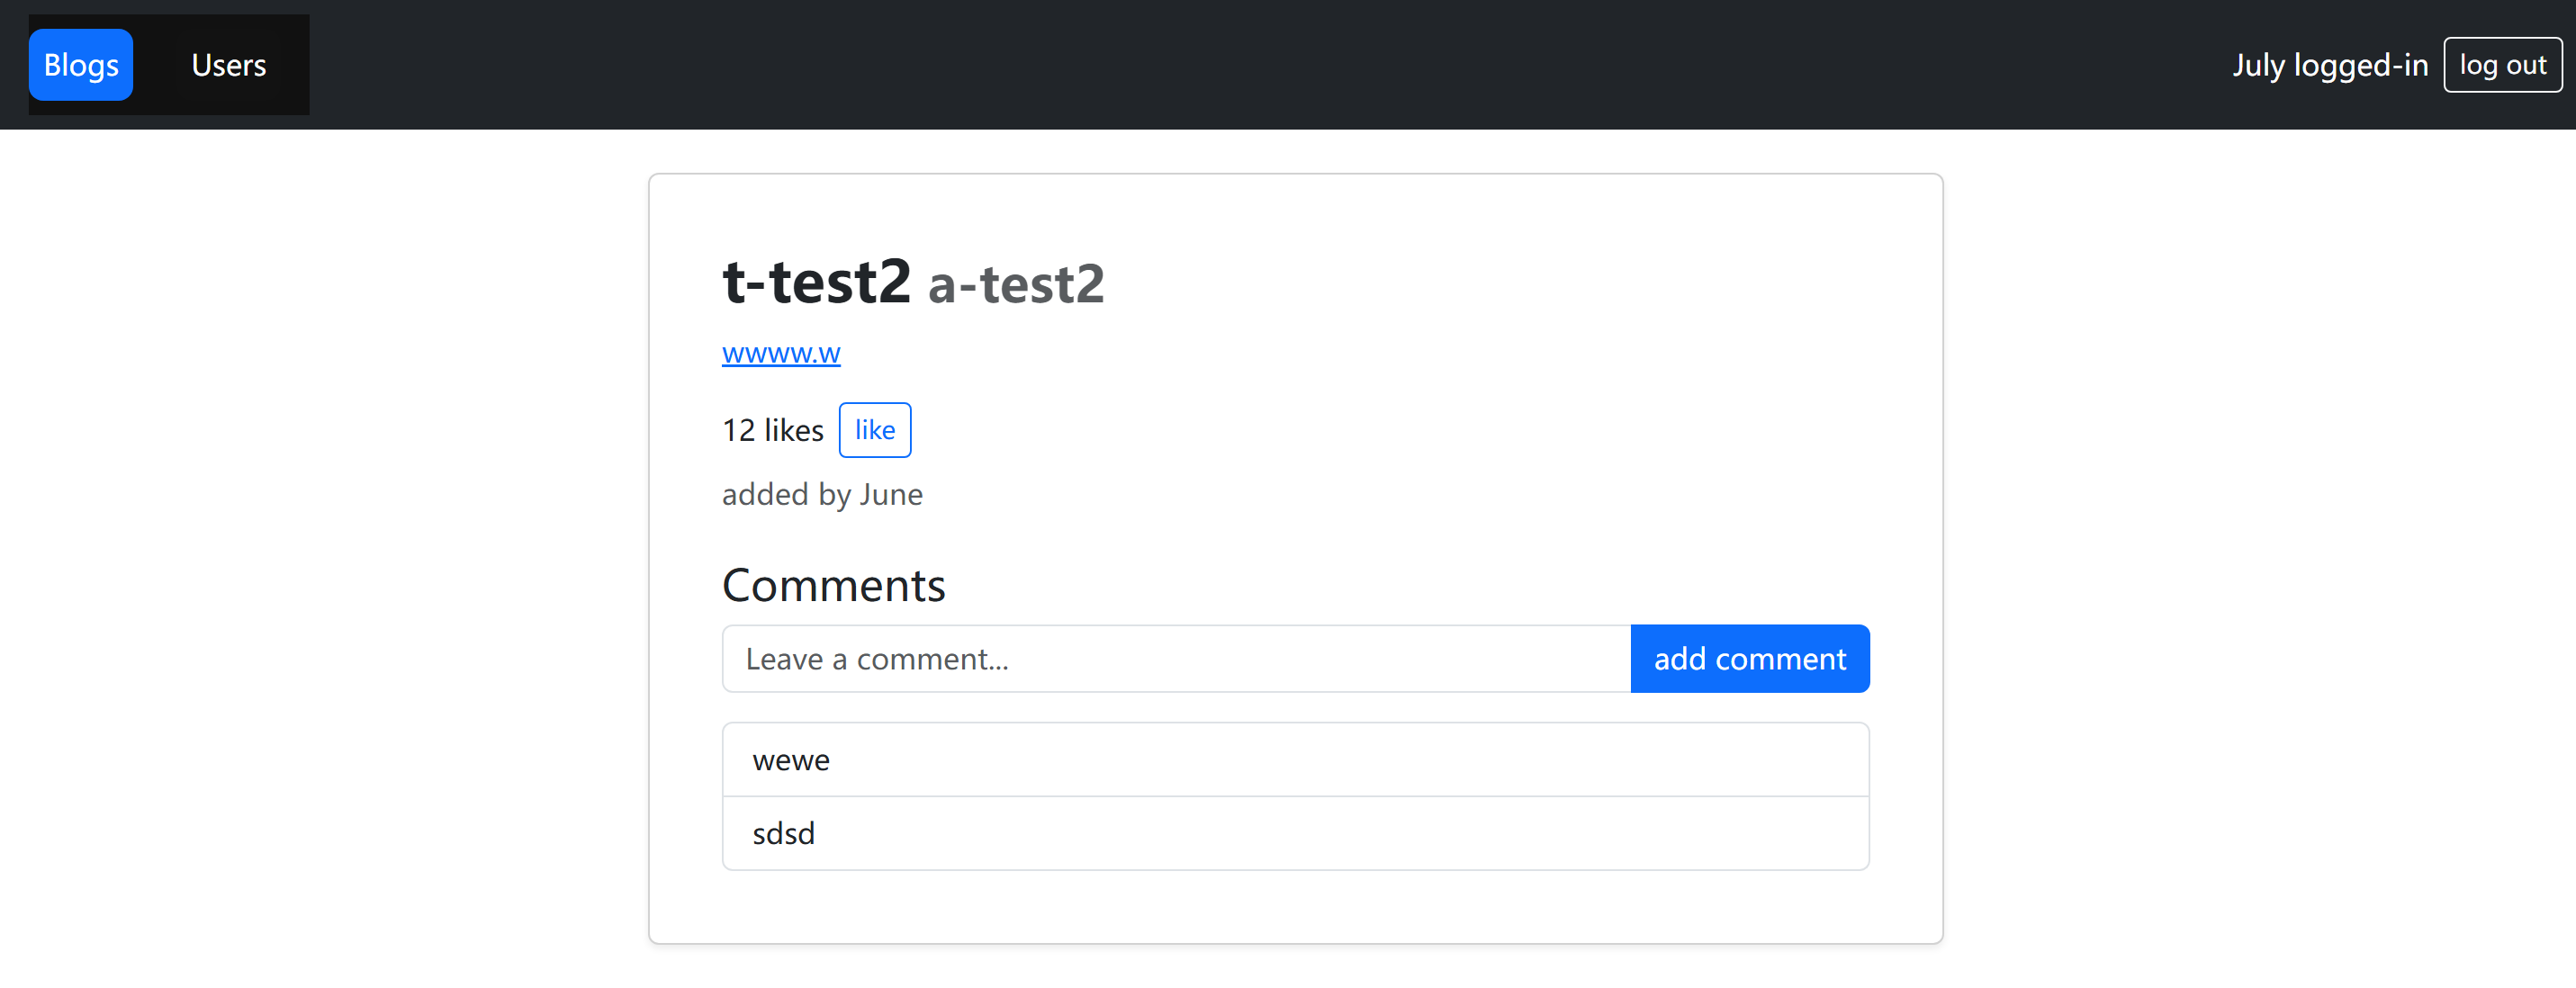 Blogs Users July logged-in log out
t-test2 a-test2
wwww.w
12 likes like
added by June
Comments
Leave a comment... add comment
wewe
sdsd